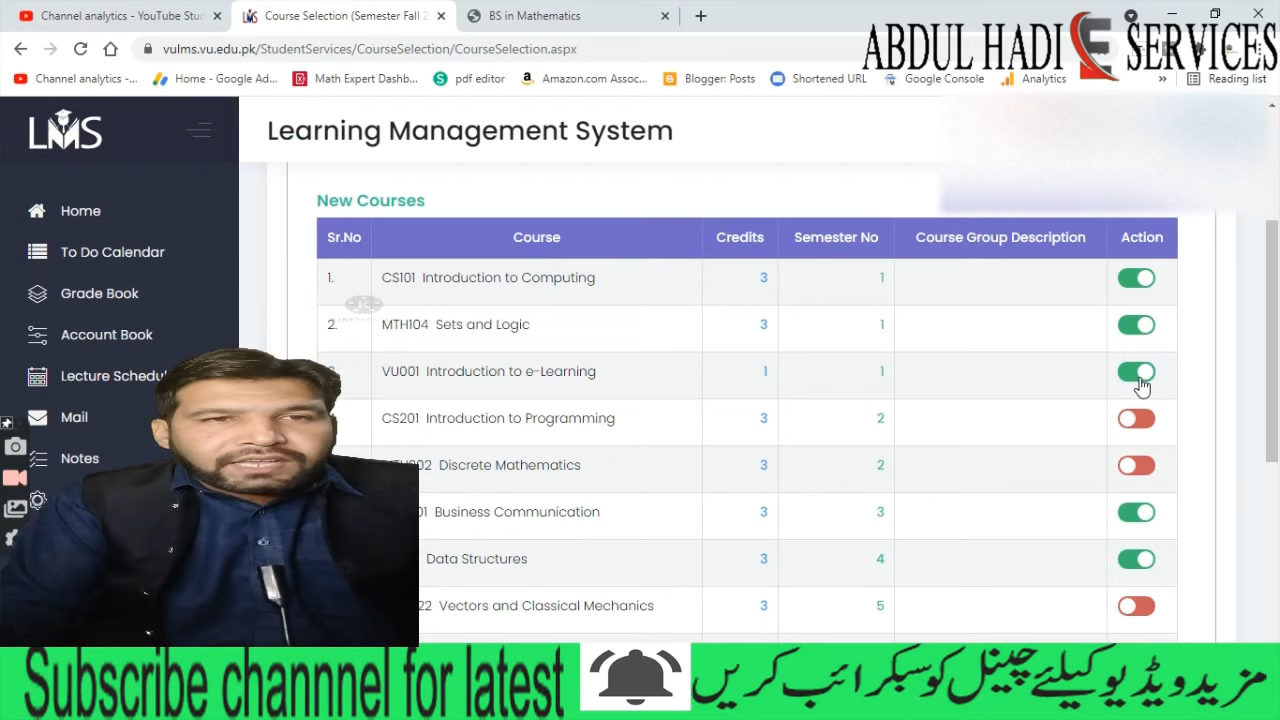 Channel analytics - YouTube Stu
Course Selection (Semester Fall 2
BS in Mathematics
vulms.vu.edu.pk/StudentServices/CourseSelection/CourseSelection.aspx
ABDUL HADI E SERVICES
Channel analytics -...
Home - Google Ad...
Math Expert Dashb...
pdf editor
Amazon.com Assoc...
Blogger: Posts
Shortened URL
Google Console
Analytics
»
Reading list
LMS
Learning Management System
Home
To Do Calendar
Grade Book
Account Book
Lecture Schedul
Mail
Notes
New Courses
Sr.No Course Credits Semester No Course Group Description Action
1. CS101 Introduction to Computing 3 1
2. MTH104 Sets and Logic 3 1
VU001 Introduction to e-Learning 1 1
CS201 Introduction to Programming 3 2
02 Discrete Mathematics 3 2
01 Business Communication 3 3
Data Structures 3 4
22 Vectors and Classical Mechanics 3 5
Subscribe channnel for latest
مزید ویڈیو کیلئے چینل کو سبکرائب کریں